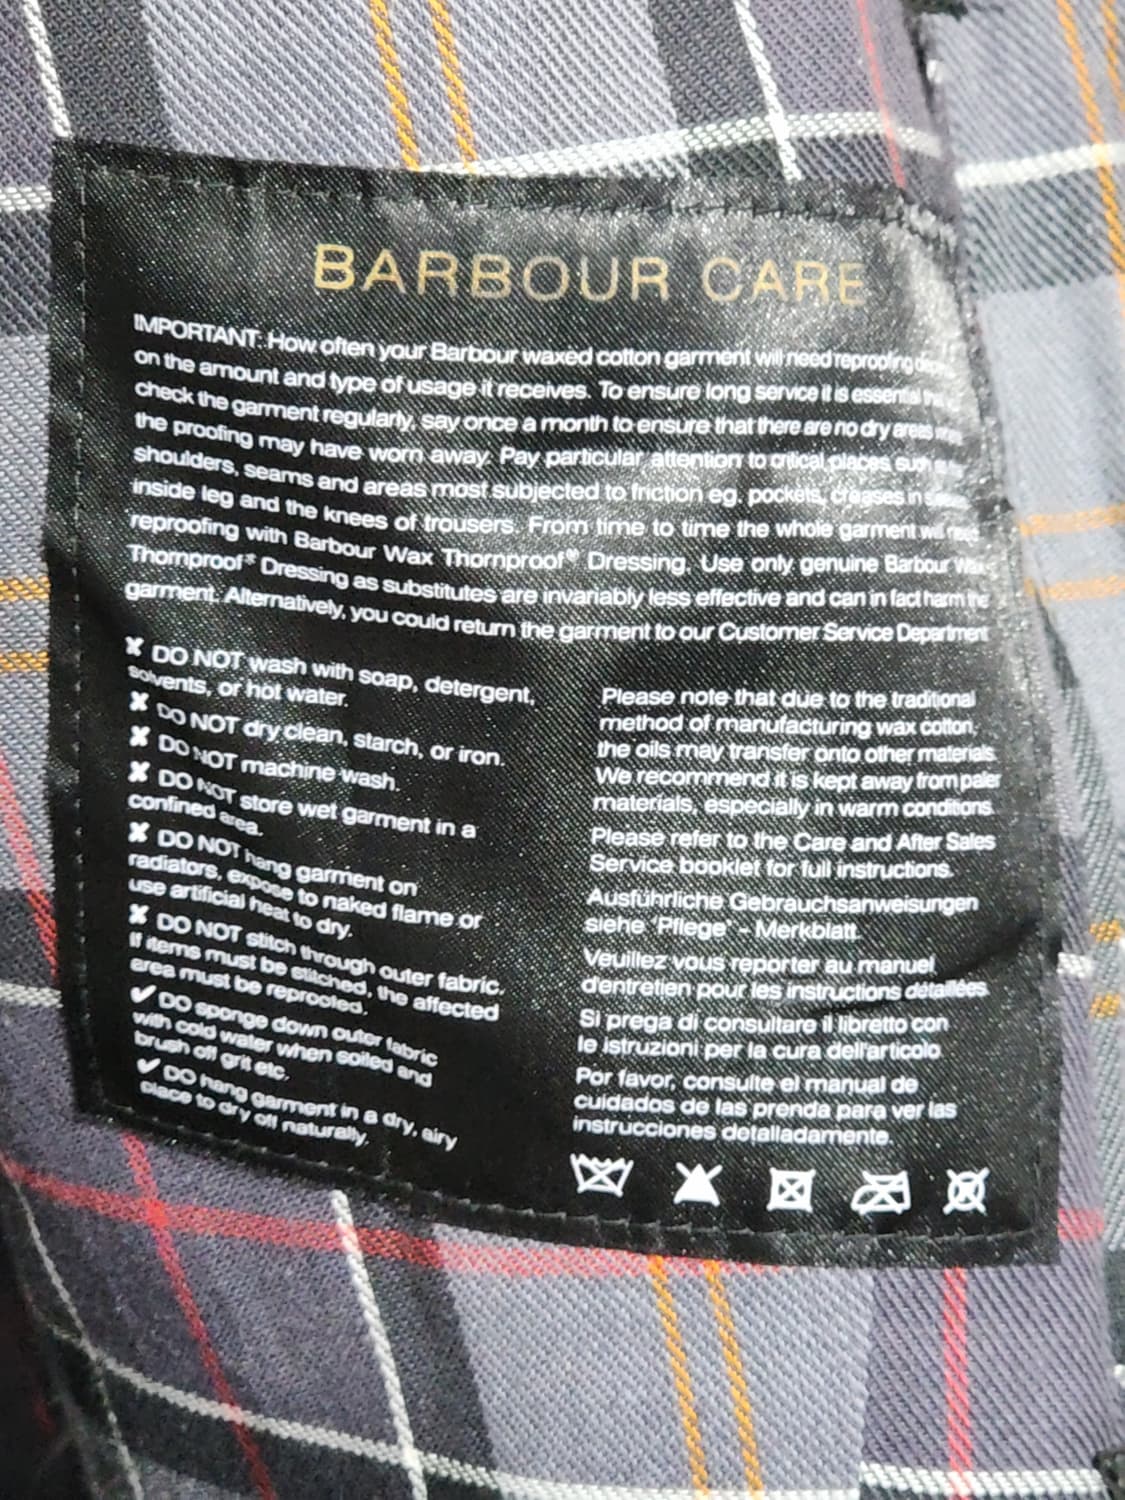 BARBOUR CARE
IMPORTANT: How often your Barbour waxed cotton garment will need reproofing
on the amount and type of usage it receives. To ensure long service it is essential
check the garment regularly, say once a month to ensure that there are no dry areas
the proofing may have worn away. Pay particular attention to critical places such
shoulders, seams and areas most subjected to friction eg. pockets, creases in
inside leg and the knees of trousers. From time to time the whole garment will
reproofing with Barbour Wax Thornproof® Dressing. Use only genuine Barbour Wax
Thornproof® Dressing as substitutes are invariably less effective and can in fact harm the
garment. Alternatively, you could return the garment to our Customer Service Department
✘ DO NOT wash with soap, detergent,
solvents, or hot water.
✘ DO NOT dry clean, starch, or iron.
✘ DO NOT machine wash.
✘ DO NOT store wet garment in a
confined area.
✘ DO NOT hang garment on
radiators, expose to naked flame or
use artificial heat to dry.
✘ DO NOT stitch through outer fabric.
If items must be stitched, the affected
area must be reproofed.
✔ DO sponge down outer fabric
with cold water when soiled and
brush off grit etc.
✔ DO hang garment in a dry, airy
place to dry off naturally.
Please note that due to the traditional
method of manufacturing wax cotton,
the oils may transfer onto other materials.
We recommend it is kept away from paler
materials, especially in warm conditions.
Please refer to the Care and After Sales
Service booklet for full instructions.
Ausführliche Gebrauchsanweisungen
siehe 'Pflege' - Merkblatt.
Veuillez vous reporter au manuel
d'entretien pour les instructions détaillées.
Si prega di consultare il libretto con
le istruzioni per la cura dell'articolo
Por favor, consulte el manual de
cuidados de las prenda para ver las
instrucciones detalladamente.